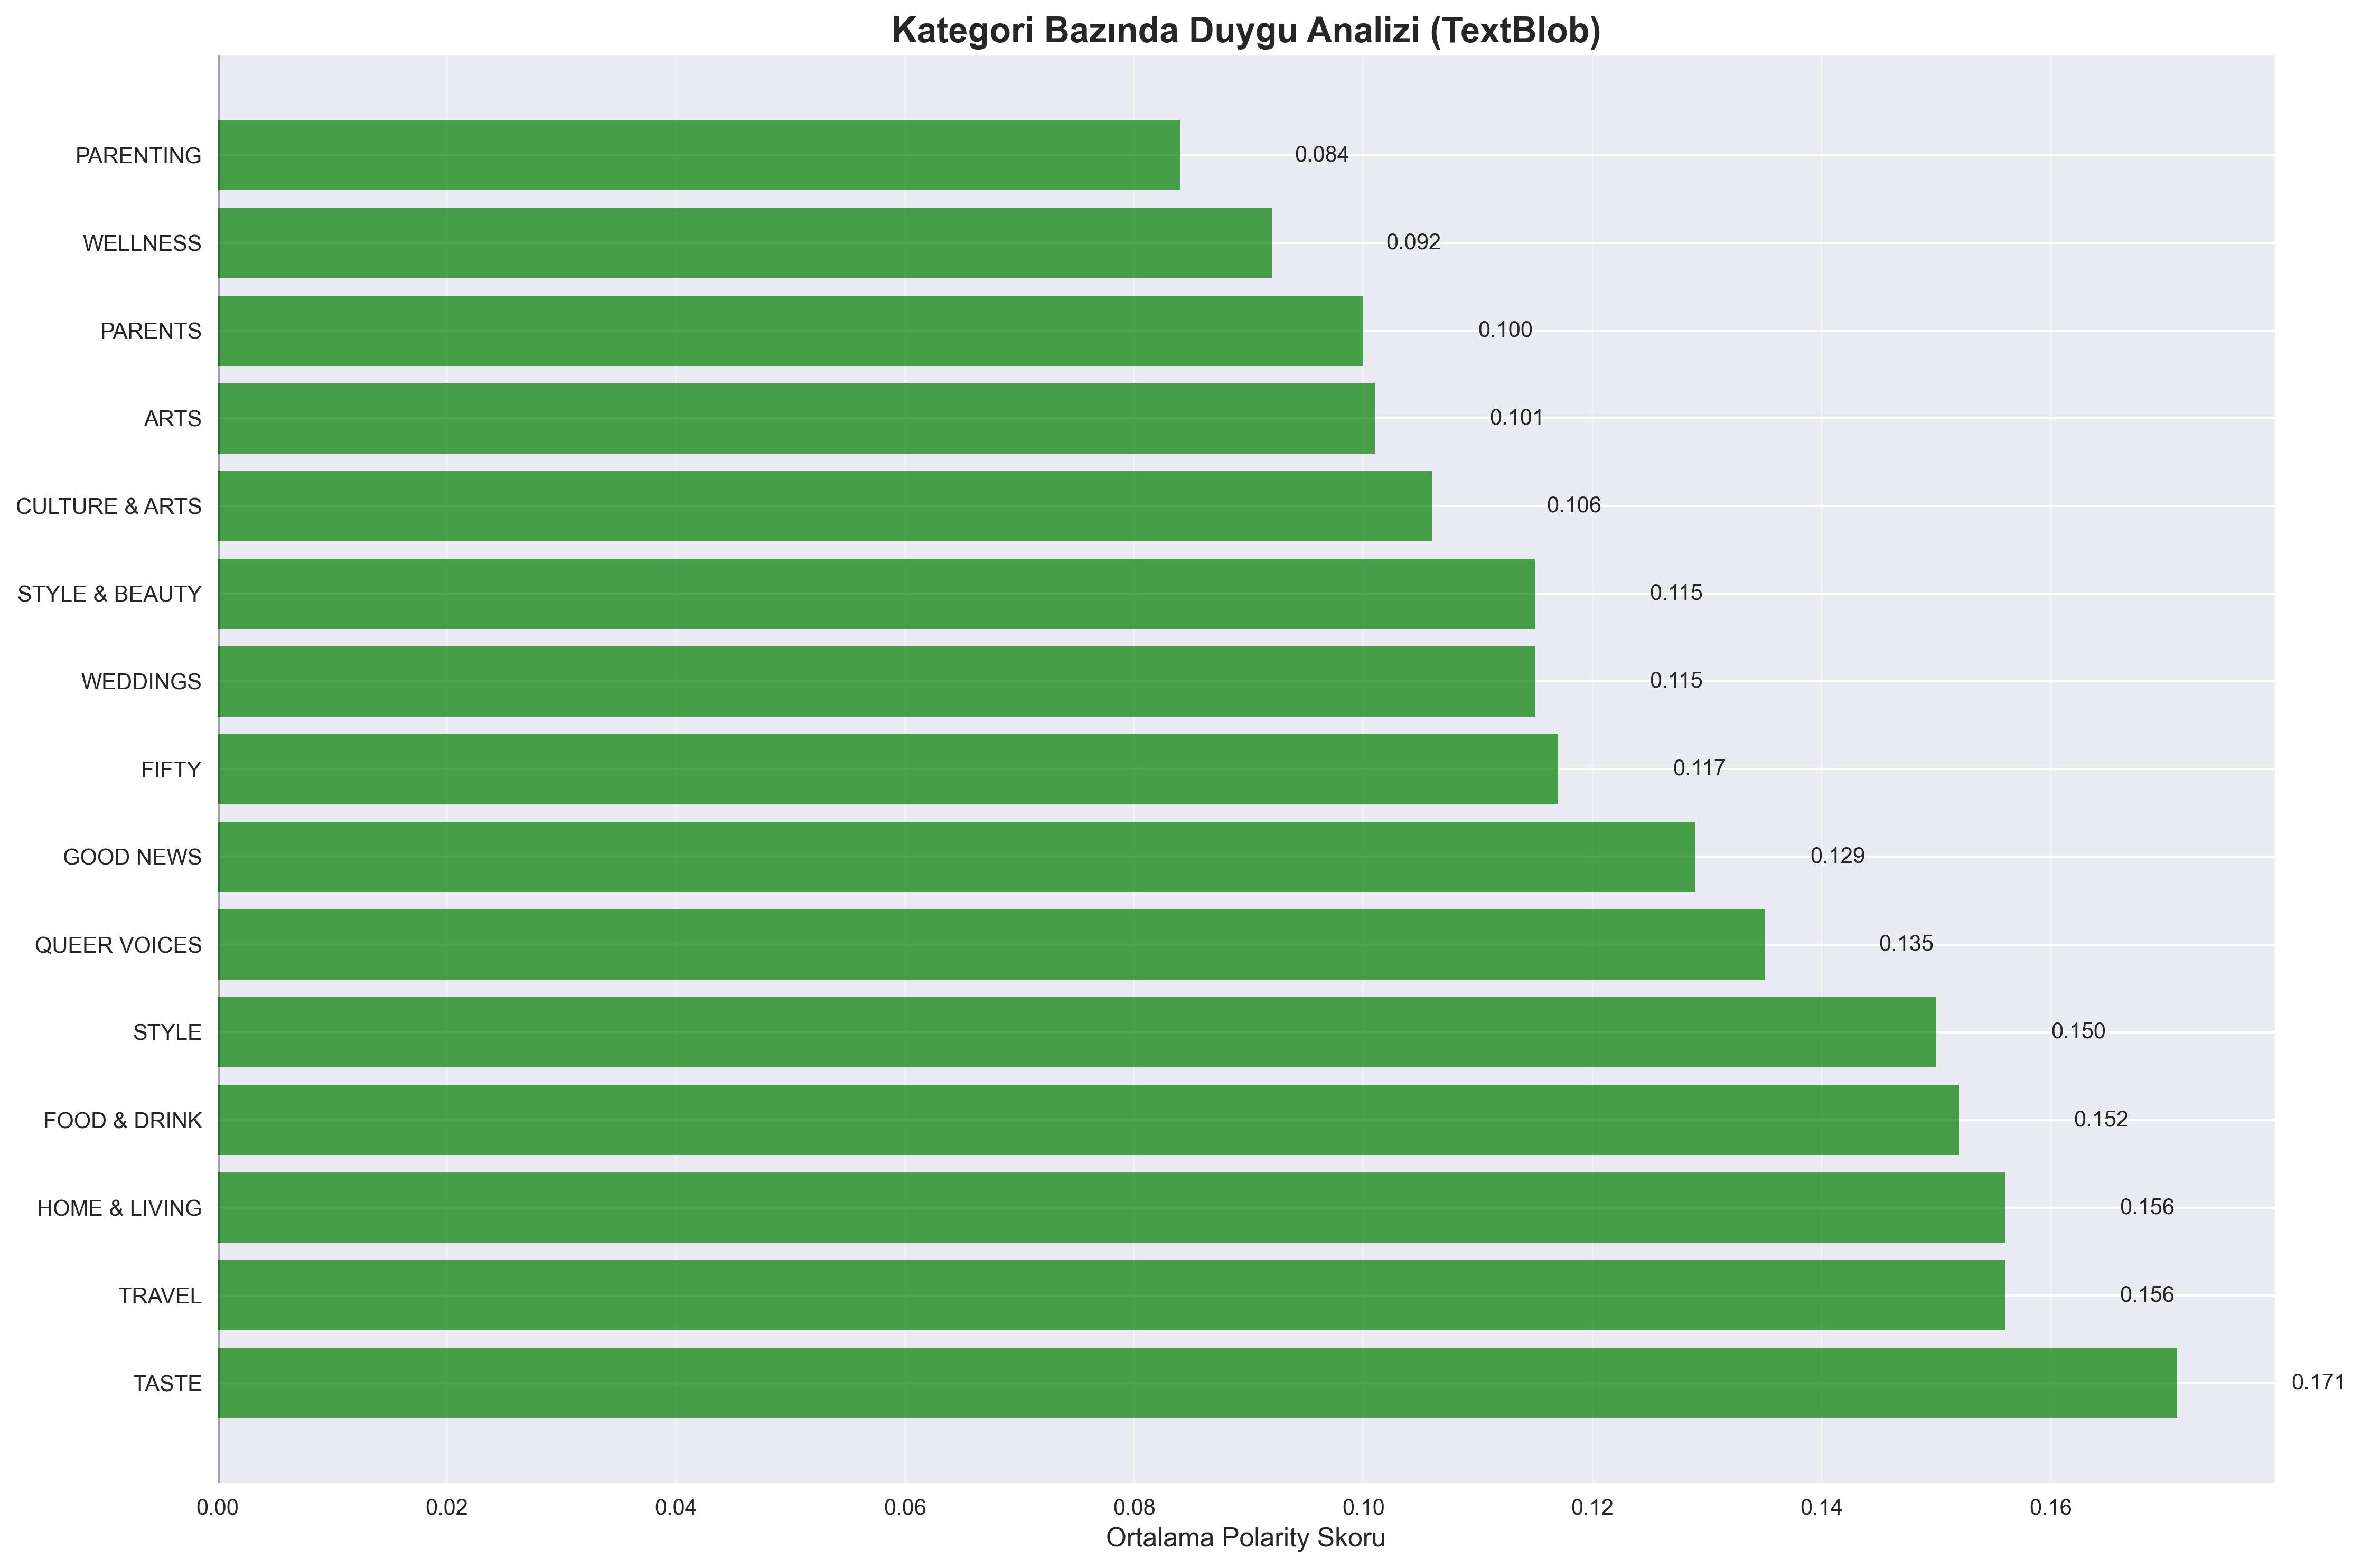 Kategori Bazında Duygu Analizi (TextBlob)
PARENTING 0.084
WELLNESS 0.092
PARENTS 0.100
ARTS 0.101
CULTURE & ARTS 0.106
STYLE & BEAUTY 0.115
WEDDINGS 0.115
FIFTY 0.117
GOOD NEWS 0.129
QUEER VOICES 0.135
STYLE 0.150
FOOD & DRINK 0.152
HOME & LIVING 0.156
TRAVEL 0.156
TASTE 0.171
0.00 0.02 0.04 0.06 0.08 0.10 0.12 0.14 0.16
Ortalama Polarity Skoru